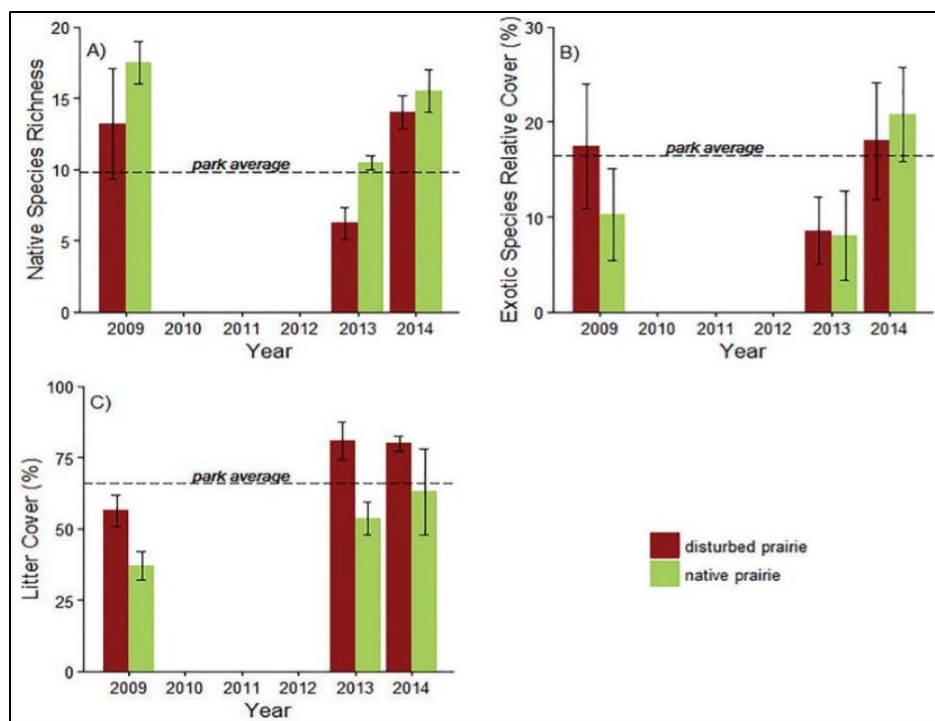 A)
Native Species Richness
20
15
10
5
0
park average
2009 2010 2011 2012 2013 2014
Year
B)
Exotic Species Relative Cover (%)
30
20
10
0
park average
2009 2010 2011 2012 2013 2014
Year
C)
Litter Cover (%)
100
75
50
25
0
park average
2009 2010 2011 2012 2013 2014
Year
disturbed prairie
native prairie